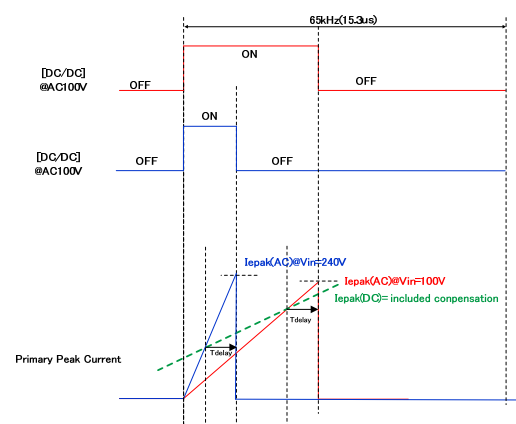 65kHz(15.3us)
ON
[DC/DC]
@AC100V
OFF
OFF
ON
[DC/DC]
@AC100V
OFF
OFF
Iepak(AC)@Vin=240V
Iepak(AC)@Vin=100V
Iepak(DC)= included conpensation
Tdelay
Tdelay
Primary Peak Current